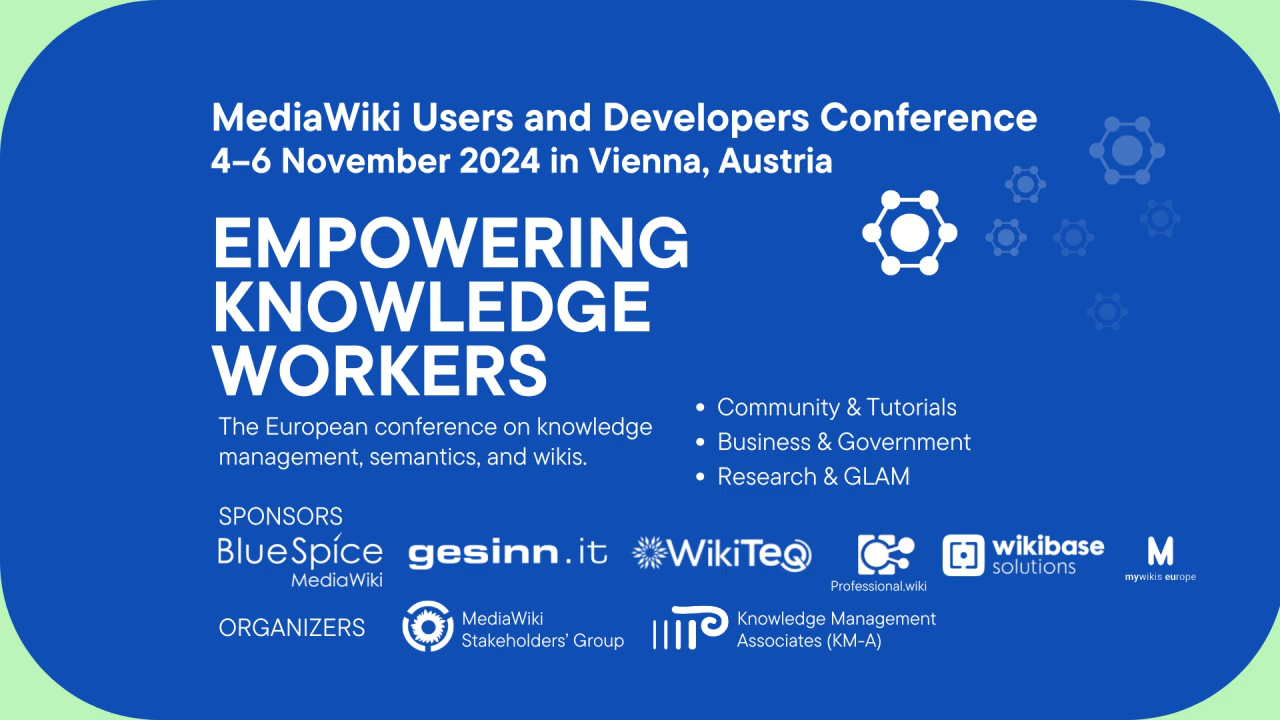 MediaWiki Users and Developers Conference
4–6 November 2024 in Vienna, Austria
EMPOWERING
KNOWLEDGE
WORKERS
The European conference on knowledge
management, semantics, and wikis.
• Community & Tutorials
• Business & Government
• Research & GLAM
SPONSORS
BlueSpice
MediaWiki
gesinn.it
WikiTeQ
Professional.wiki
wikibase
solutions
M
mywikis europe
ORGANIZERS
MediaWiki
Stakeholders’ Group
Knowledge Management
Associates (KM-A)